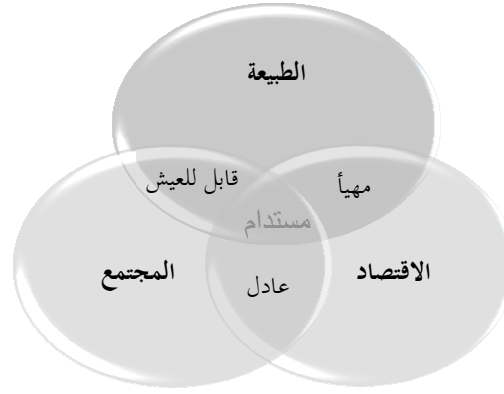 الطبيعة
مهيأ
قابل للعيش
مستدام
الاقتصاد
المجتمع
عادل